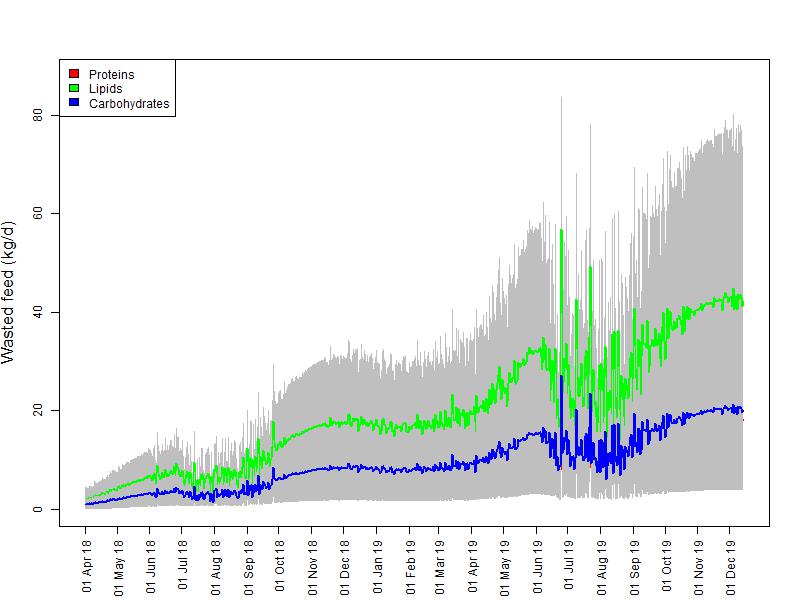 Proteins
Lipids
Carbohydrates
Wasted feed (kg/d)
80
60
40
20
0
01 Apr 18
01 May 18
01 Jun 18
01 Jul 18
01 Aug 18
01 Sep 18
01 Oct 18
01 Nov 18
01 Dec 18
01 Jan 19
01 Feb 19
01 Mar 19
01 Apr 19
01 May 19
01 Jun 19
01 Jul 19
01 Aug 19
01 Sep 19
01 Oct 19
01 Nov 19
01 Dec 19